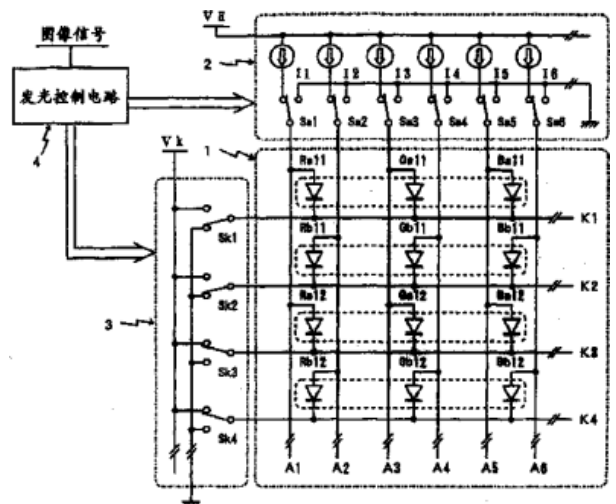 VE
图像信号
2
I1 I2 I3 I4 I5 I6
发光控制电路
Sa1 Sa2 Sa3 Sa4 Sa5 Sa6
4
Vk
1
Ra11 Ga11 Ba11
Sk1
K1
Rb11 Gb11 Bb11
Sk2
K2
3
Ra12 Ga12 Ba12
Sk3
K3
Rb12 Gb12 Bb12
Sk4
K4
A1 A2 A3 A4 A5 A6